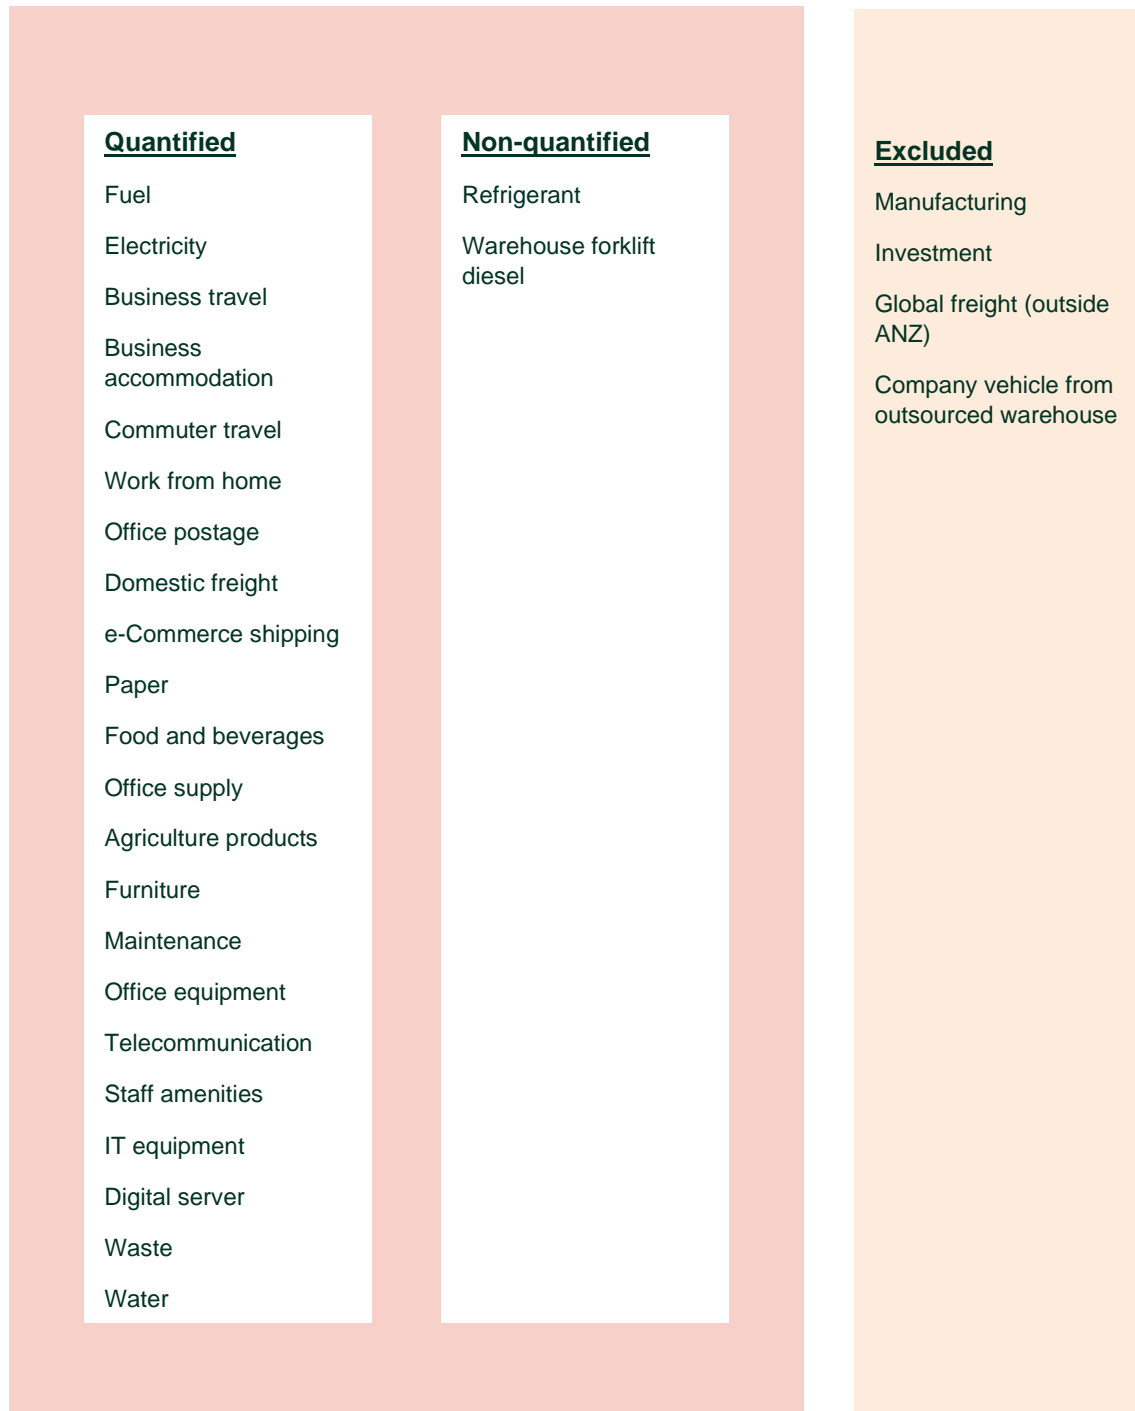 Quantified
Fuel
Electricity
Business travel
Business
accommodation
Commuter travel
Work from home
Office postage
Domestic freight
e-Commerce shipping
Paper
Food and beverages
Office supply
Agriculture products
Furniture
Maintenance
Office equipment
Telecommunication
Staff amenities
IT equipment
Digital server
Waste
Water
Non-quantified
Refrigerant
Warehouse forklift
diesel
Excluded
Manufacturing
Investment
Global freight (outside
ANZ)
Company vehicle from
outsourced warehouse